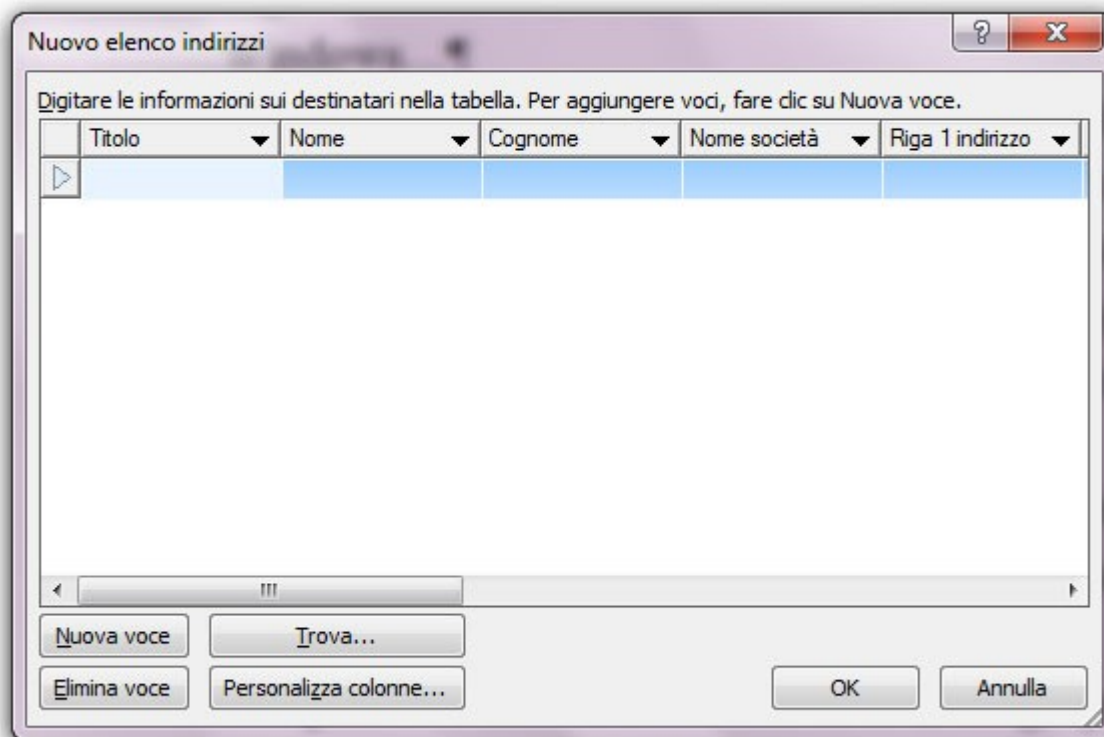 Nuovo elenco indirizzi
Digitare le informazioni sui destinatari nella tabella. Per aggiungere voci, fare clic su Nuova voce.
Titolo Nome Cognome Nome società Riga 1 indirizzo
Nuova voce Trova...
Elimina voce Personalizza colonne... OK Annulla